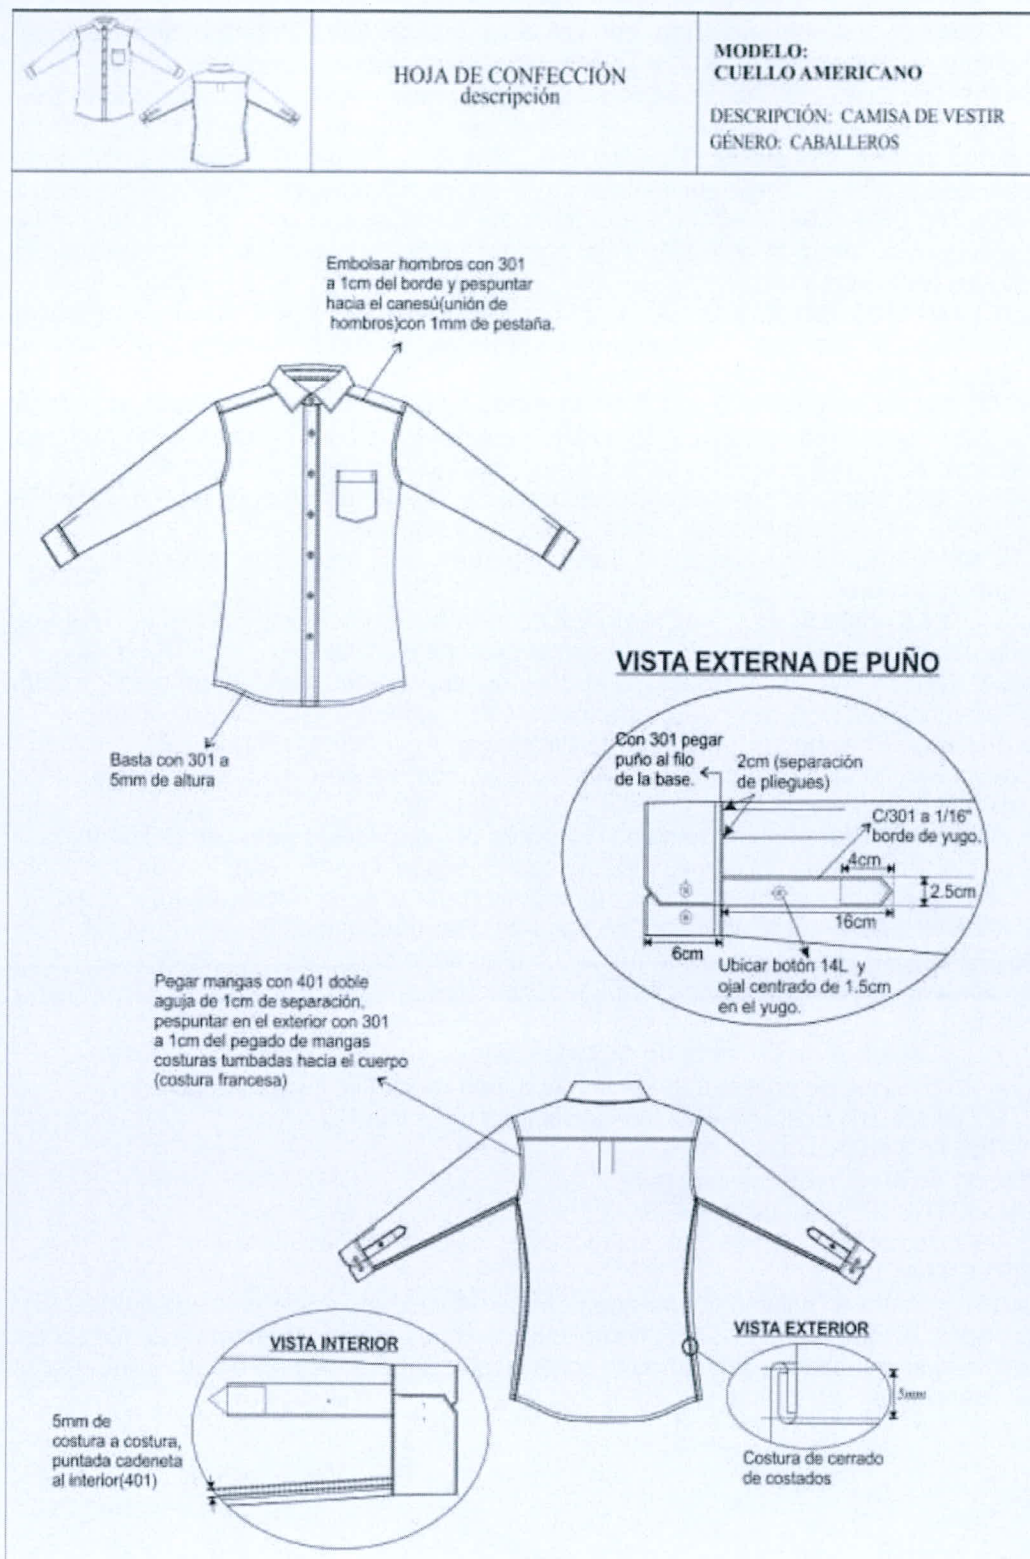 HOJA DE CONFECCIÓN
descripción
MODELO:
CUELLO AMERICANO
DESCRIPCIÓN: CAMISA DE VESTIR
GÉNERO: CABALLEROS
Embolsar hombros con 301
a 1cm del borde y pespuntar
hacia el canesú(unión de
hombros)con 1mm de pestaña.
Basta con 301 a
5mm de altura
VISTA EXTERNA DE PUÑO
Con 301 pegar
puño al filo
de la base.
2cm (separación
de pliegues)
C/301 a 1/16"
borde de yugo.
4cm
2.5cm
16cm
6cm
Ubicar botón 14L y
ojal centrado de 1.5cm
en el yugo.
Pegar mangas con 401 doble
aguja de 1cm de separación,
pespuntar en el exterior con 301
a 1cm del pegado de mangas
costuras tumbadas hacia el cuerpo
(costura francesa)
VISTA INTERIOR
5mm de
costura a costura,
puntada cadeneta
al interior(401)
VISTA EXTERIOR
5mm
Costura de cerrado
de costados